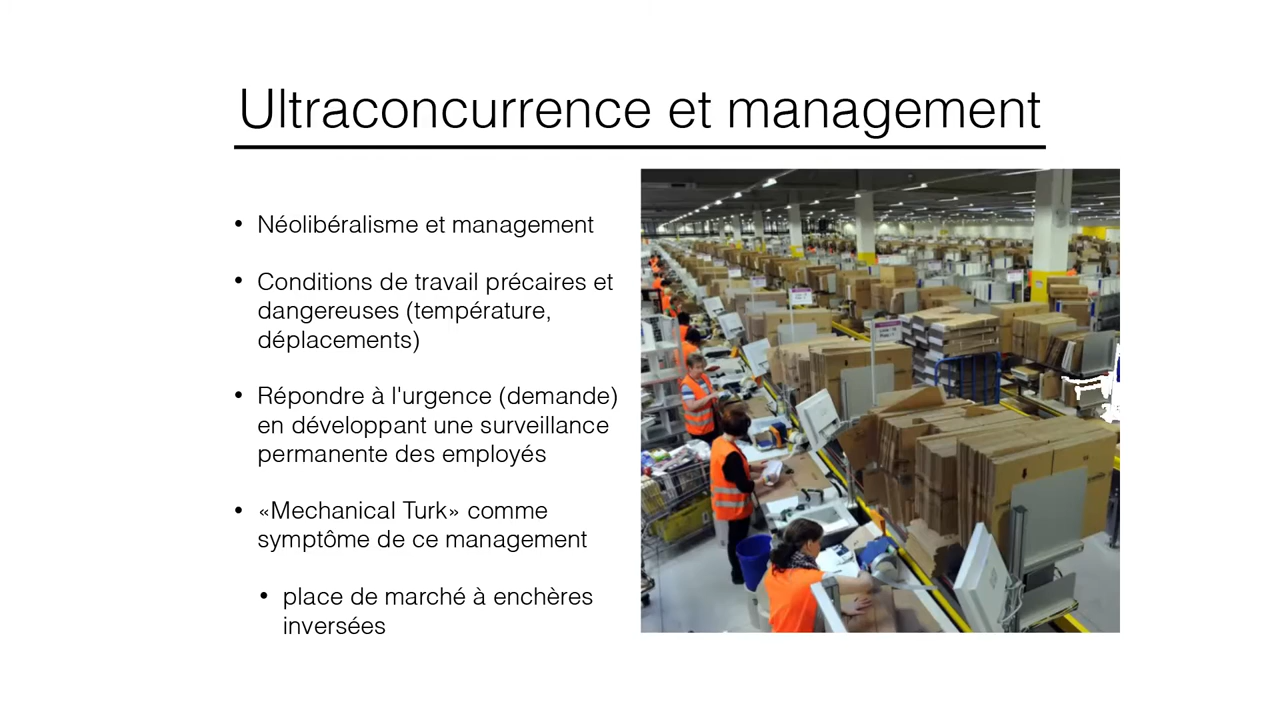 Ultraconcurrence et management
• Néolibéralisme et management
• Conditions de travail précaires et
dangereuses (température,
déplacements)
• Répondre à l'urgence (demande)
en développant une surveillance
permanente des employés
• «Mechanical Turk» comme
symptôme de ce management
• place de marché à enchères
inversées